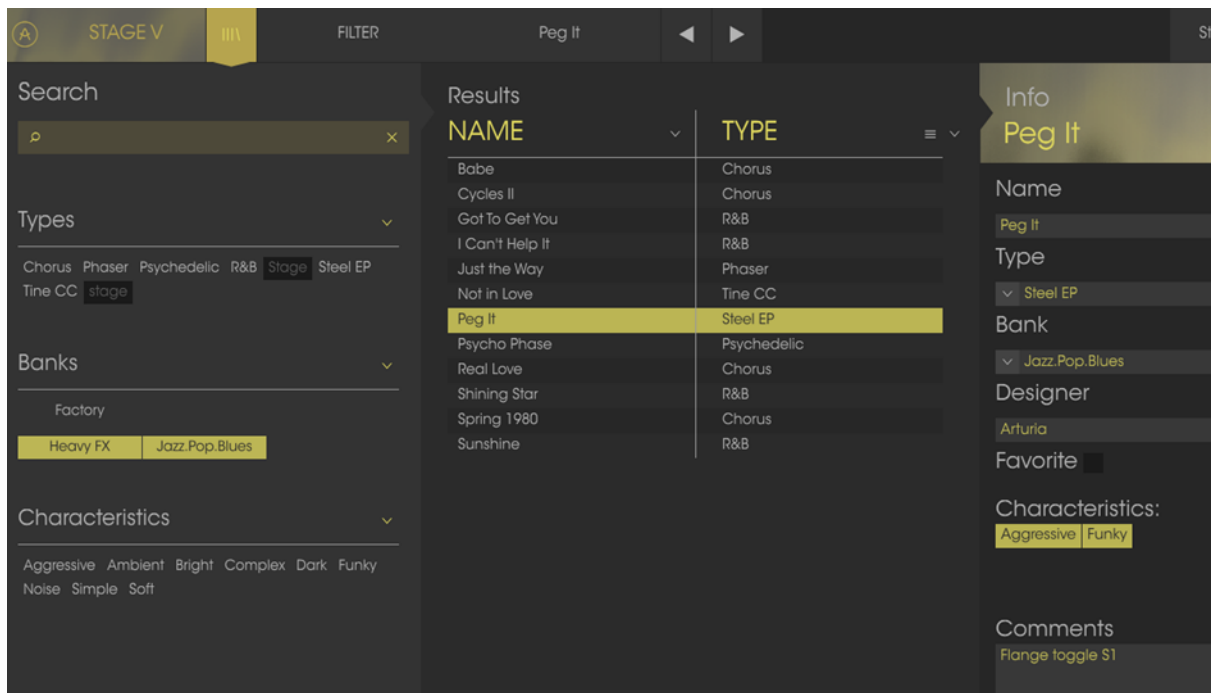 A STAGE V FILTER Peg It St
Search
Types
Chorus Phaser Psychedelic R&B Stage Steel EP
Tine CC stage
Banks
Factory
Heavy FX Jazz.Pop.Blues
Characteristics
Aggressive Ambient Bright Complex Dark Funky
Noise Simple Soft
Results
NAME TYPE
Babe Chorus
Cycles II Chorus
Got To Get You R&B
I Can't Help It R&B
Just the Way Phaser
Not in Love Tine CC
Peg It Steel EP
Psycho Phase Psychedelic
Real Love Chorus
Shining Star R&B
Spring 1980 Chorus
Sunshine R&B
Info
Peg It
Name
Peg It
Type
Steel EP
Bank
Jazz.Pop.Blues
Designer
Arturia
Favorite
Characteristics:
Aggressive Funky
Comments
Flange toggle S1